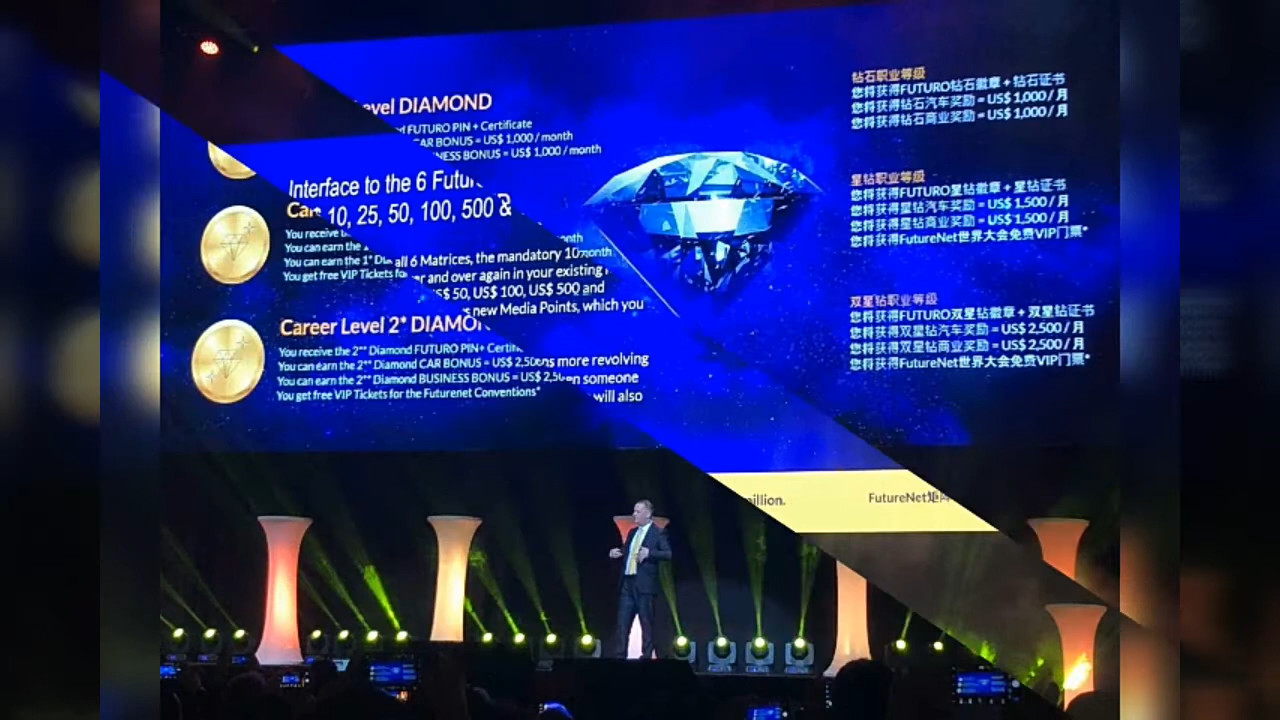 evel DIAMOND
FUTURO PIN + Certificate
CAR BONUS = US$ 1,000 / month
BONUS = US$ 1,000 / month
Interface to the 6
10, 25, 50, 100, 500 &
You receive
You can earn the
You can earn the 1*
You get free VIP Tickets
all 6 Matrices, the mandatory 10
month
and over again in your existing
50, US$ 100, US$ 500 and
new Media Points, which you
Career Level 2*
You receive the 2** Diamond FUTURO PIN+
You can earn the 2** Diamond CAR BONUS = US$
more revolving
You can earn the 2** Diamond BUSINESS BONUS = US$
someone
You get free VIP Tickets for the Futurenet Conventions*
will also
钻石职业等级
您将获得FUTURO钻石徽章 + 钻石证书
您将获得钻石汽车奖励 = US$ 1,000 / 月
您将获得钻石商业奖励 = US$ 1,000 / 月
星钻职业等级
您将获得FUTURO星钻徽章 + 星钻证书
您将获得星钻汽车奖励 = US$ 1,500 / 月
您将获得星钻商业奖励 = US$ 1,500 / 月
您将获得FutureNet世界大会免费VIP门票*
双星钻职业等级
您将获得FUTURO双星钻徽章 + 双星钻证书
您将获得双星钻汽车奖励 = US$ 2,500 / 月
您将获得双星钻商业奖励 = US$ 2,500 / 月
您将获得FutureNet世界大会免费VIP门票*
illion.
FutureNet矩